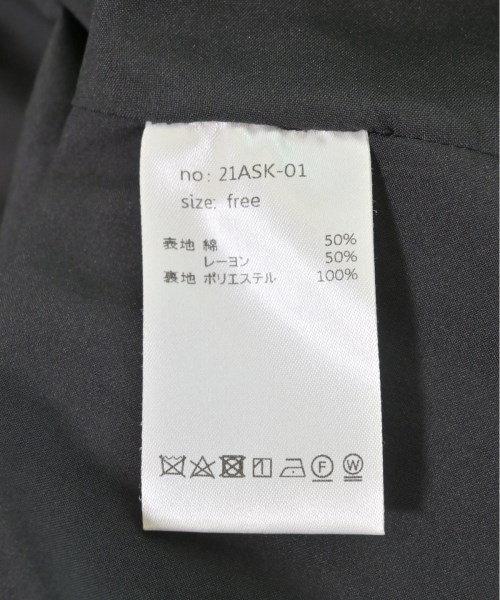 no: 21ASK-01
size: free
表地 綿 50%
レーヨン 50%
裏地 ポリエステル 100%
F W